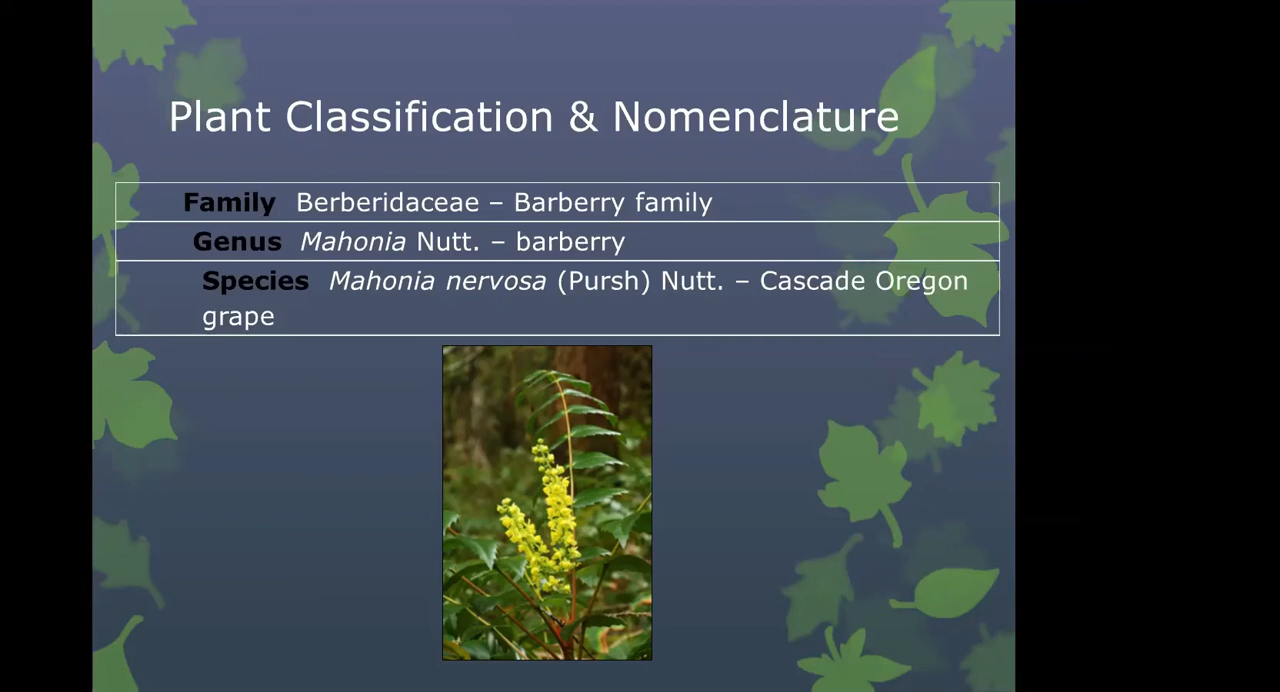 Plant Classification & Nomenclature
Family Berberidaceae – Barberry family
Genus Mahonia Nutt. – barberry
Species Mahonia nervosa (Pursh) Nutt. – Cascade Oregon
grape